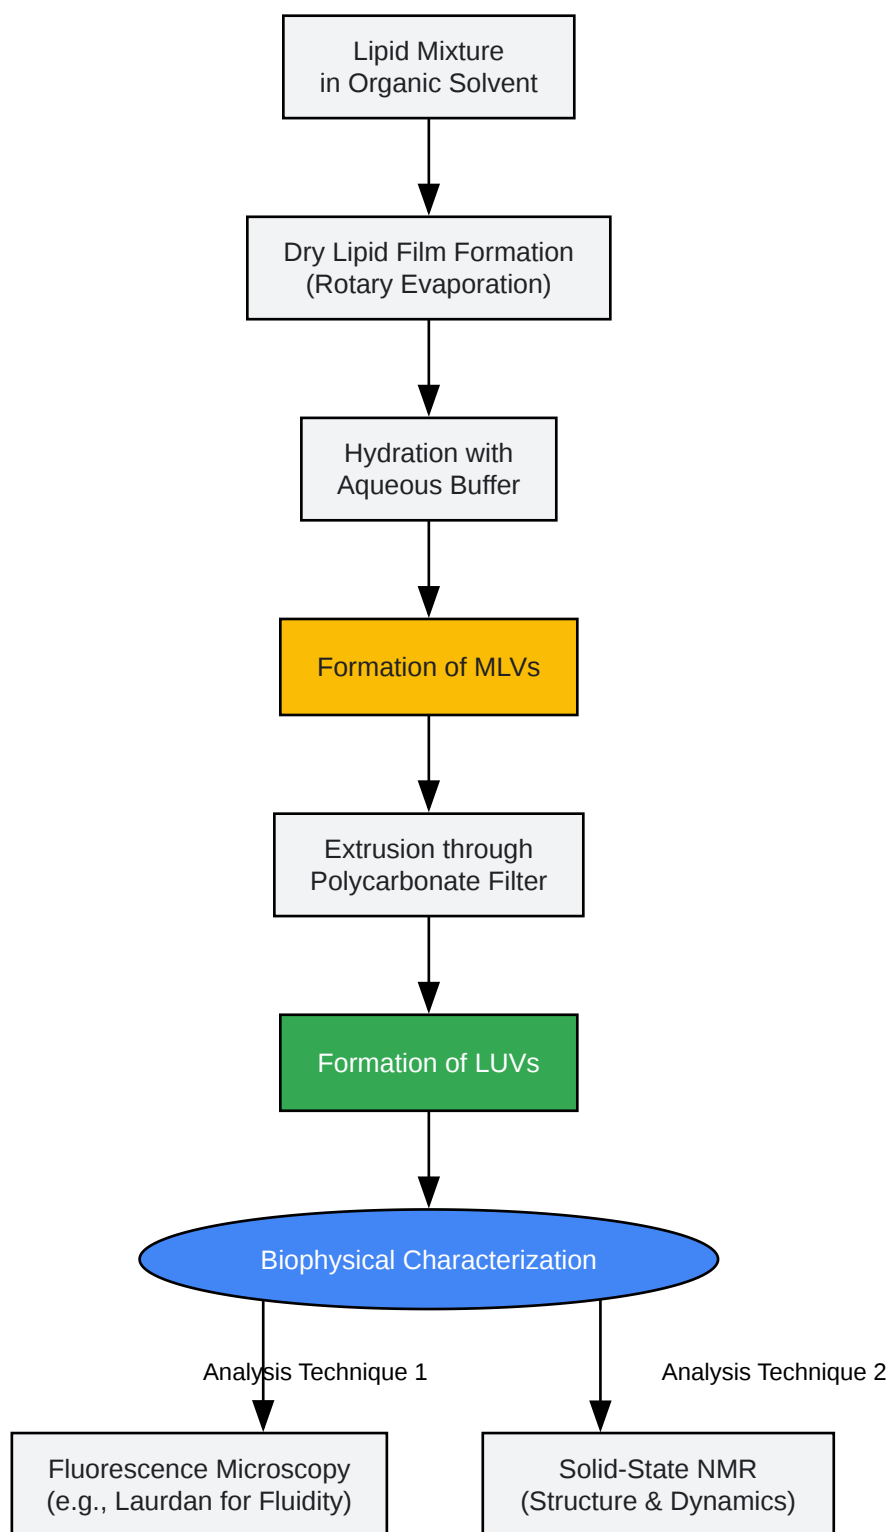 Lipid Mixture
in Organic Solvent
Dry Lipid Film Formation
(Rotary Evaporation)
Hydration with
Aqueous Buffer
Formation of MLVs
Extrusion through
Polycarbonate Filter
Formation of LUVs
Biophysical Characterization
Analysis Technique 1
Analysis Technique 2
Fluorescence Microscopy
(e.g., Laurdan for Fluidity)
Solid-State NMR
(Structure & Dynamics)